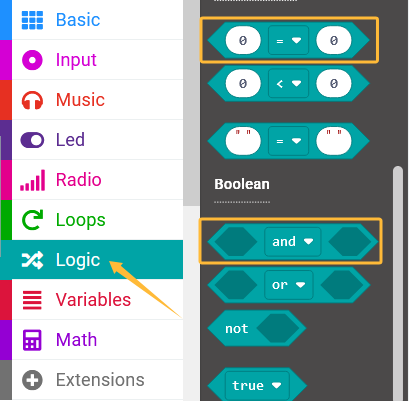 Basic
Input
Music
Led
Radio
Loops
Logic
Variables
Math
Extensions
0 = 0
0 < 0
" " = " "
Boolean
and
or
not
true